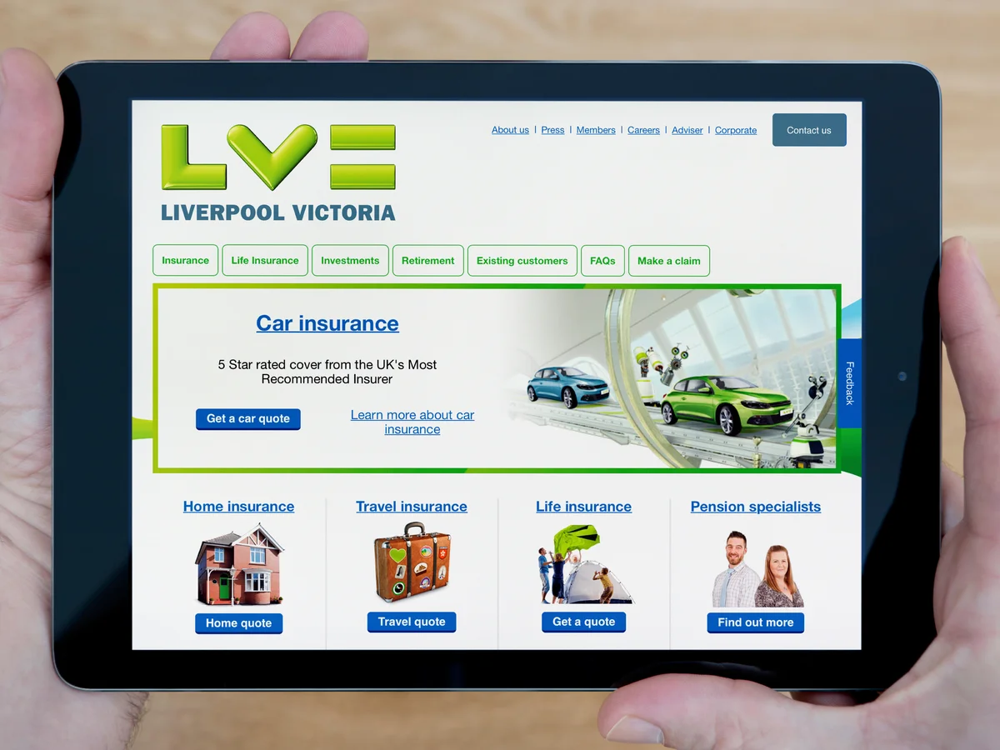 LV=
LIVERPOOL VICTORIA
About us | Press | Members | Careers | Adviser | Corporate
Contact us
Insurance
Life Insurance
Investments
Retirement
Existing customers
FAQs
Make a claim
Car insurance
5 Star rated cover from the UK's Most
Recommended Insurer
Get a car quote
Learn more about car
insurance
Feedback
Home insurance
Travel insurance
Life insurance
Pension specialists
Home quote
Travel quote
Get a quote
Find out more